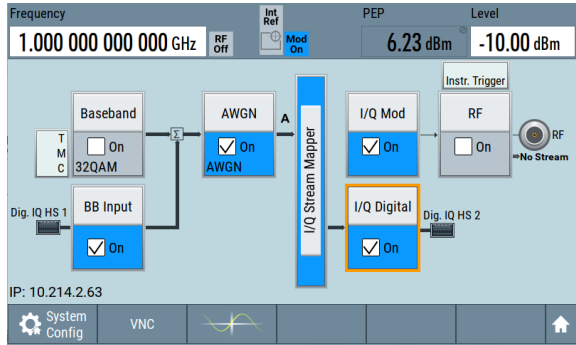 Frequency
Int
Ref
PEP
Level
1.000 000 000 000 GHz
RF
Off
Mod
On
6.23 dBm
-10.00 dBm
Instr. Trigger
Baseband
AWGN
I/Q Mod
RF
A
T
M
C
On
32QAM
Σ
On
AWGN
I/Q Stream Mapper
On
On
RF
No Stream
BB Input
I/Q Digital
Dig. IQ HS 1
Dig. IQ HS 2
On
On
IP: 10.214.2.63
System
Config
VNC